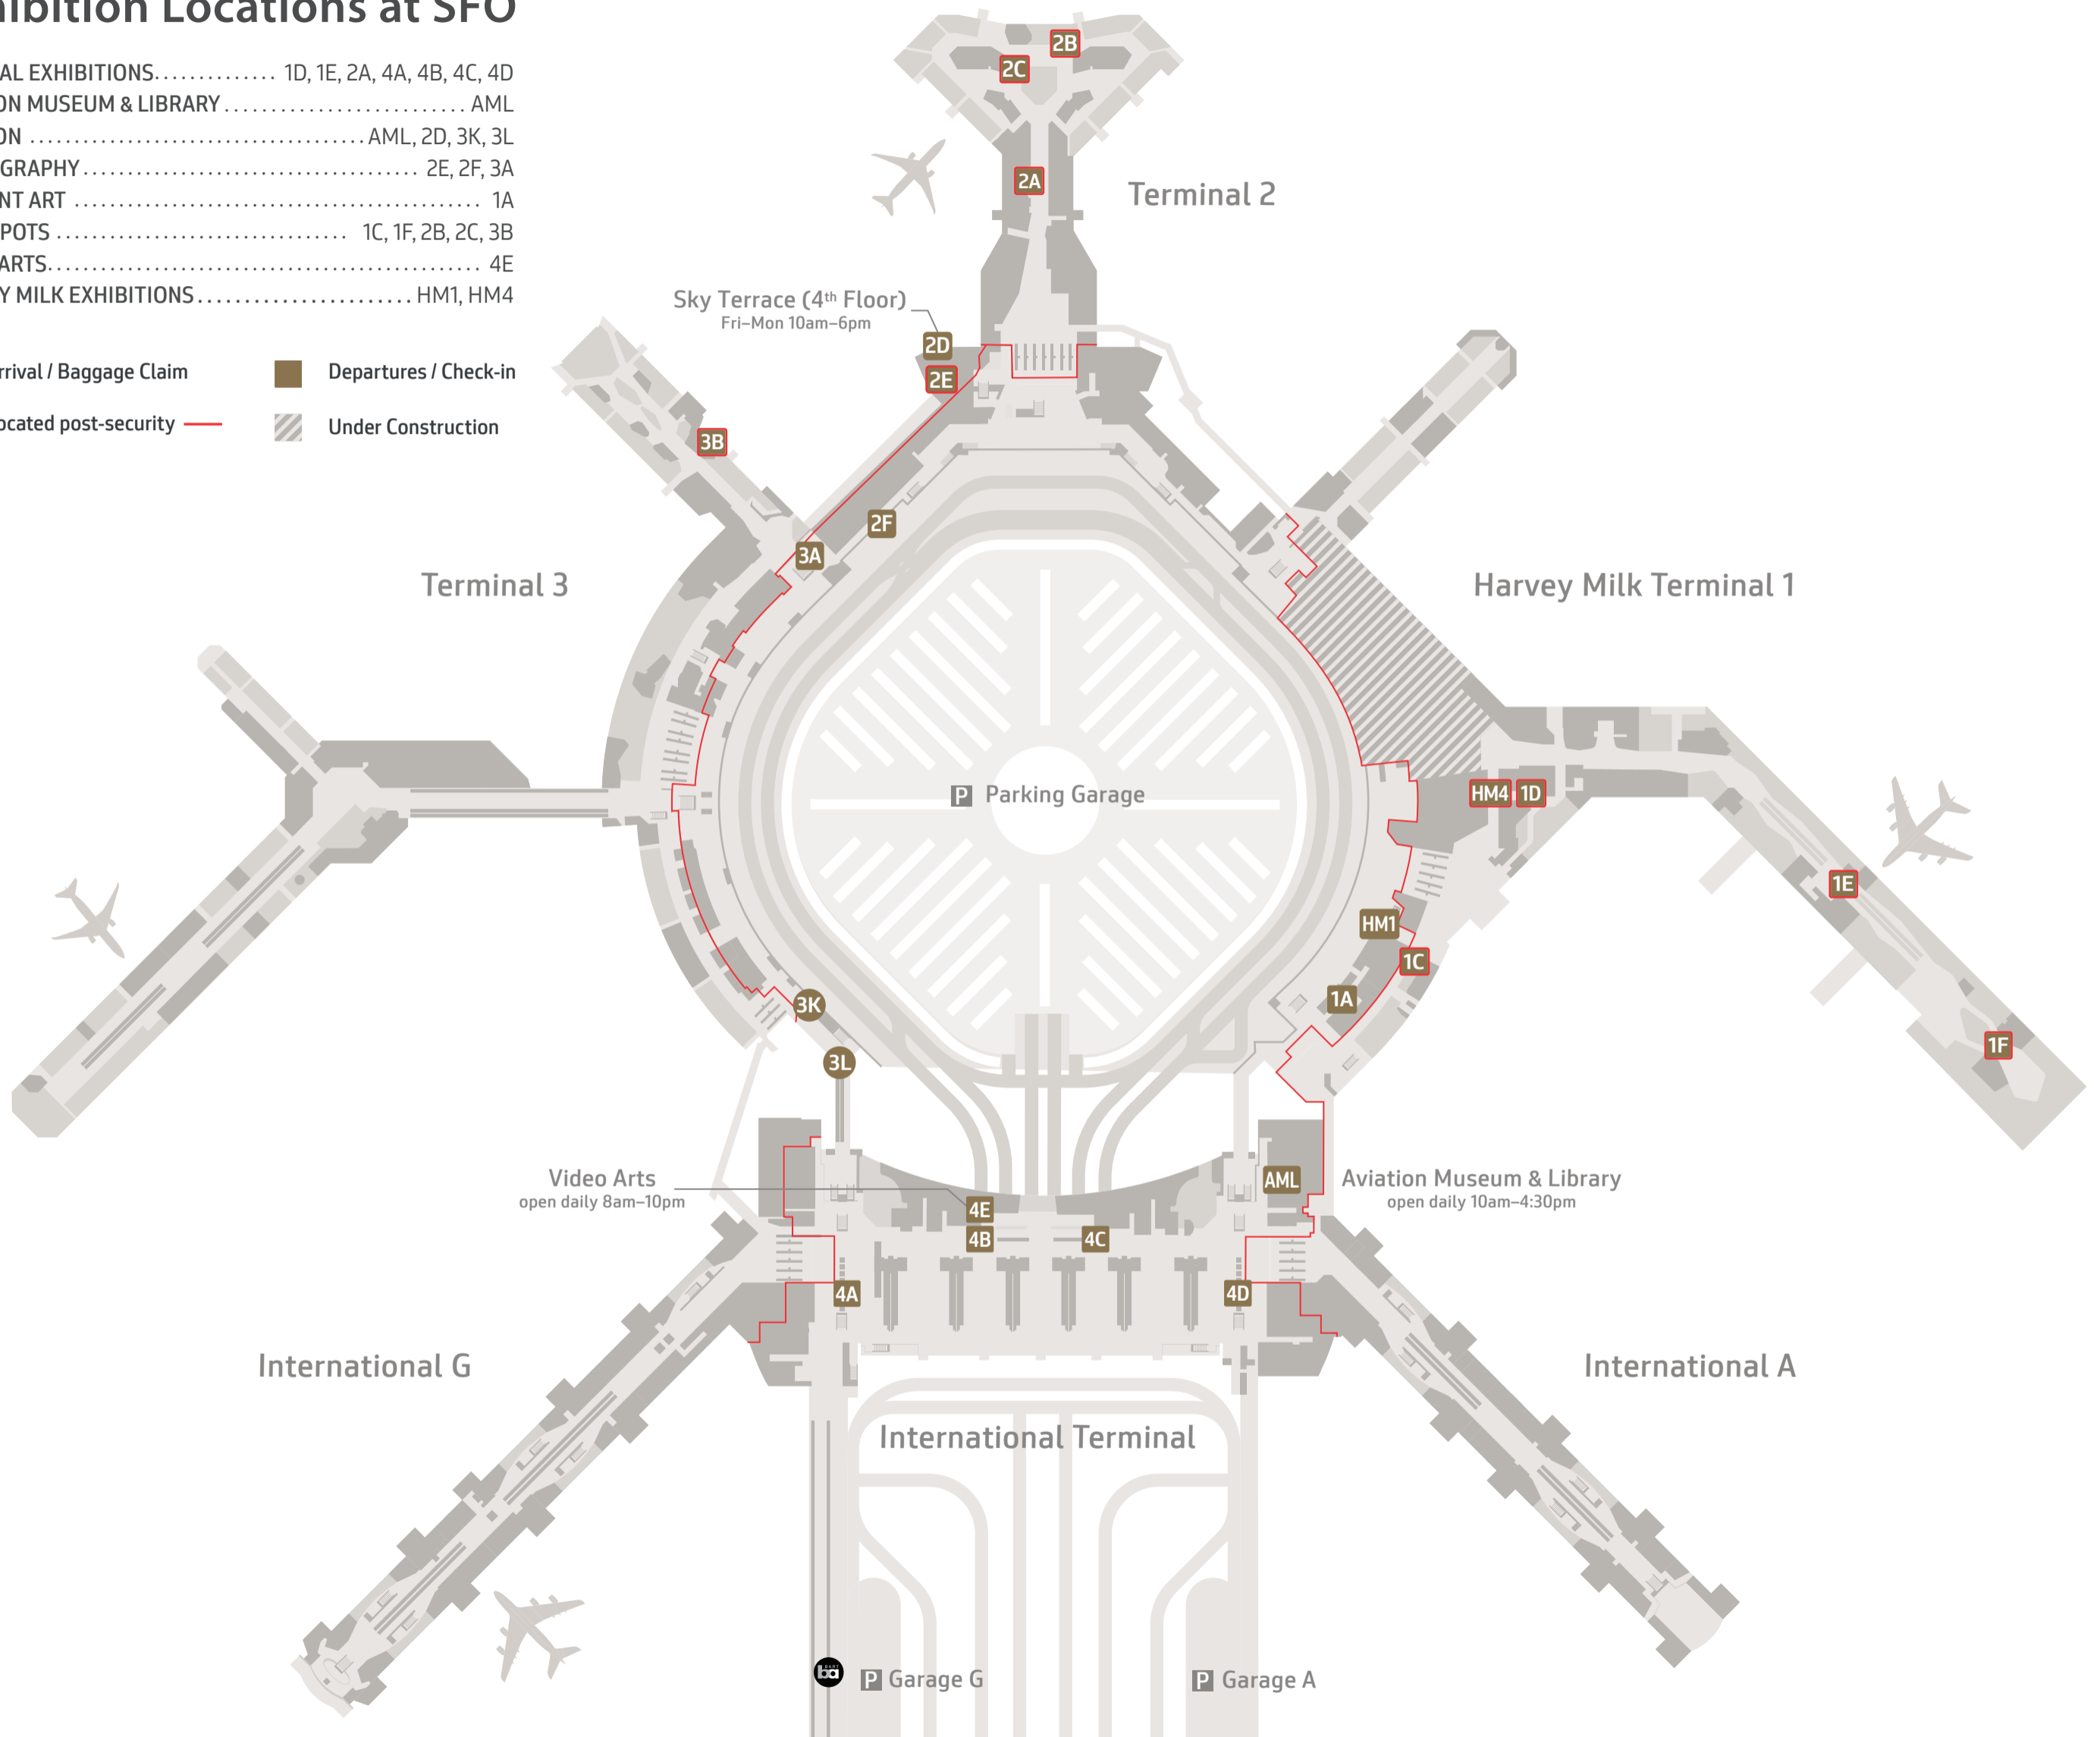 hibition Locations at SFO
AL EXHIBITIONS.............. 1D, 1E, 2A, 4A, 4B, 4C, 4D
ON MUSEUM & LIBRARY.......................... AML
ON .................................... AML, 2D, 3K, 3L
GRAPHY.................................... 2E, 2F, 3A
NT ART ............................................ 1A
POTS ............................... 1C, 1F, 2B, 2C, 3B
ARTS.............................................. 4E
Y MILK EXHIBITIONS....................... HM1, HM4
rrival / Baggage Claim
Departures / Check-in
ocated post-security
Under Construction
2B
2C
2A
Terminal 2
Sky Terrace (4th Floor)
Fri–Mon 10am–6pm
2D
2E
3B
2F
3A
Terminal 3
Harvey Milk Terminal 1
P Parking Garage
HM4 1D
1E
HM1
1C
1A
3K
1F
3L
Video Arts
open daily 8am–10pm
AML
Aviation Museum & Library
open daily 10am–4:30pm
4E
4B
4C
4A
4D
International G
International A
International Terminal
ba
P Garage G
P Garage A